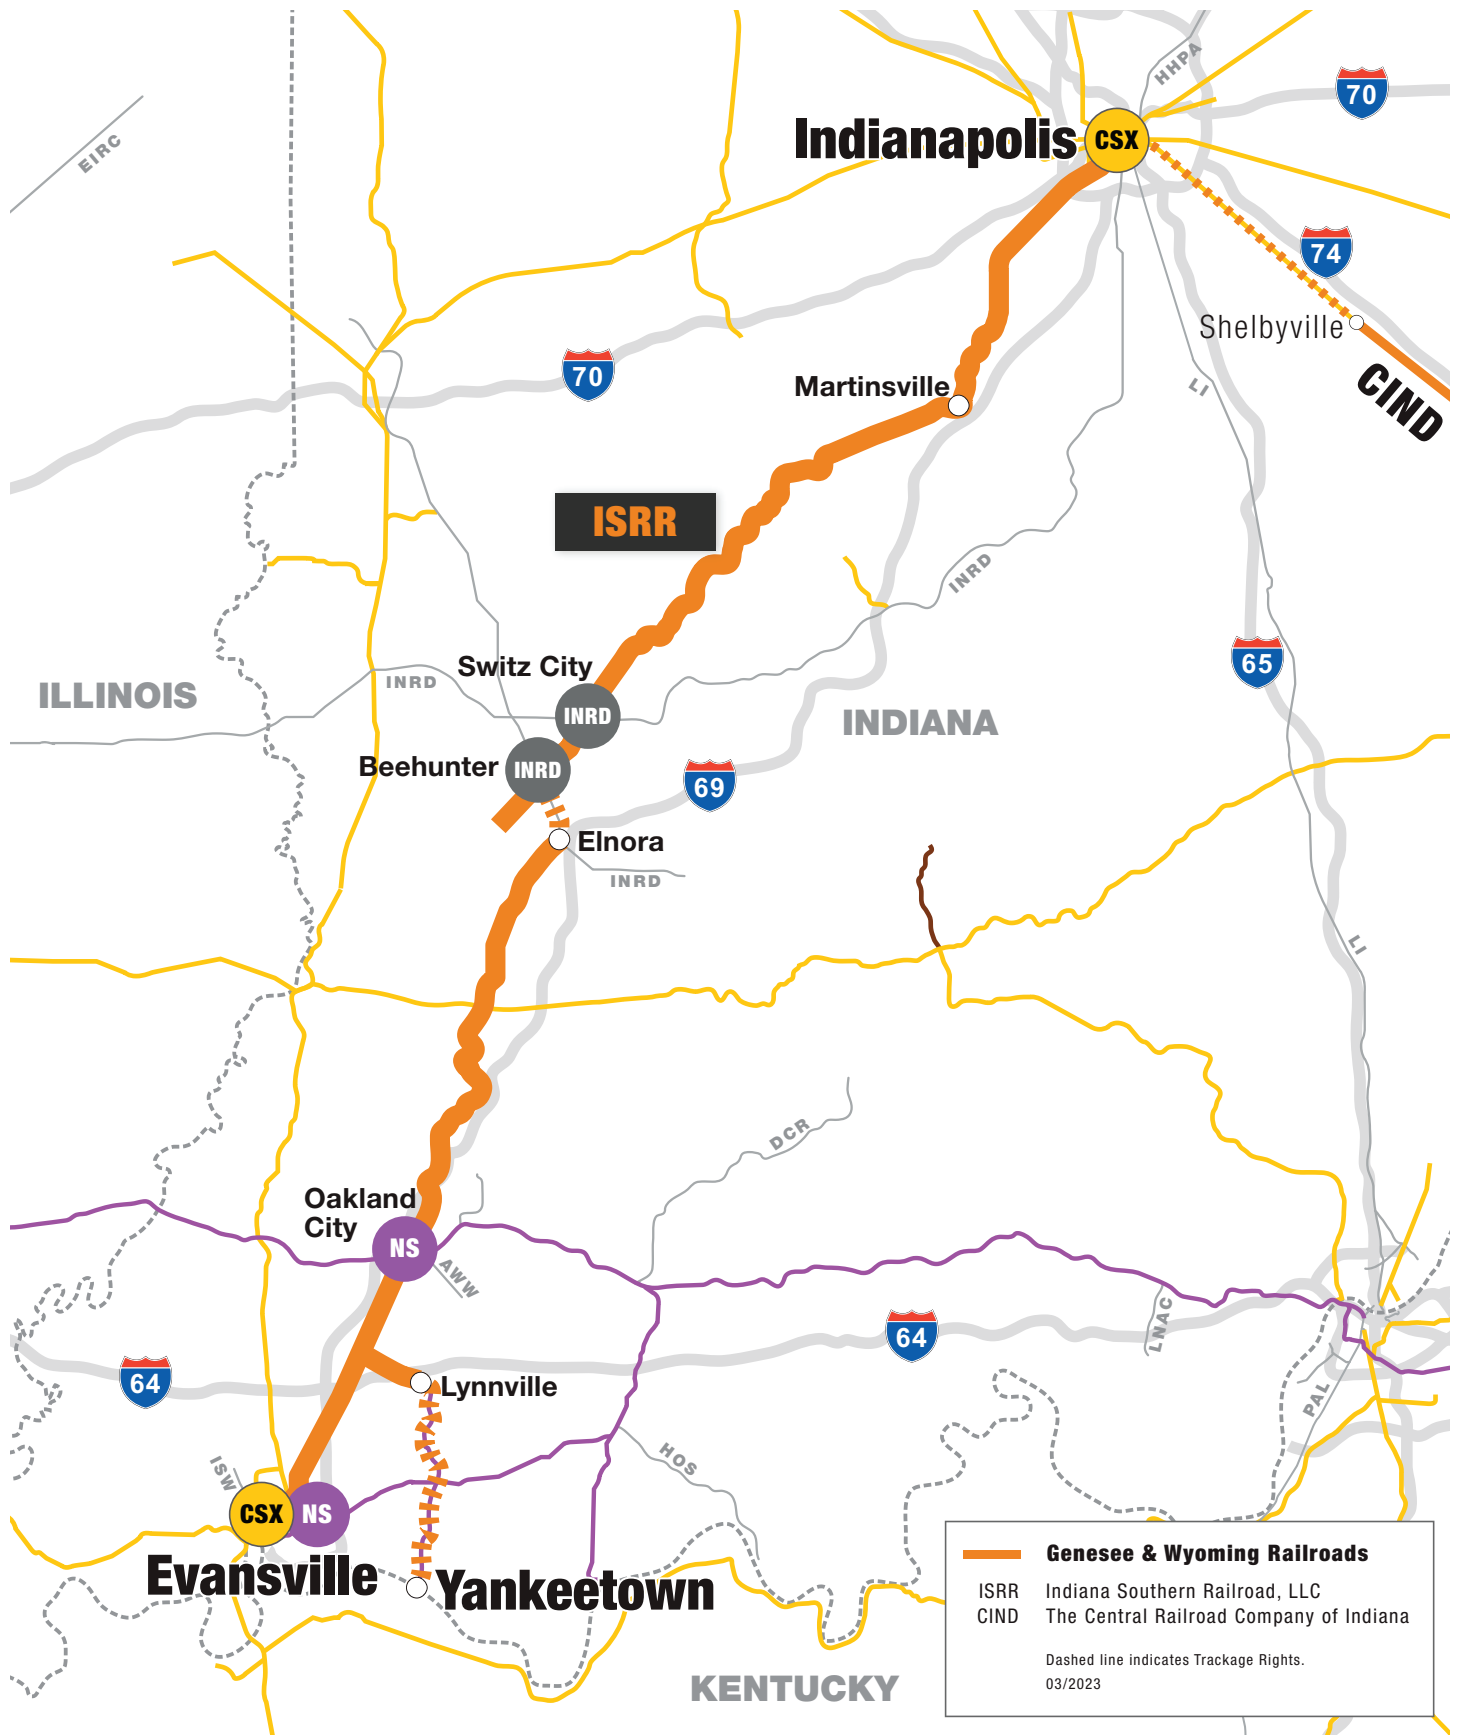 HHPA
70
EIRC
Indianapolis
CSX
74
Shelbyville
70
Martinsville
LI
CIND
ISRR
INRD
Switz City
65
INRD
ILLINOIS
INRD
INDIANA
Beehunter
INRD
69
Elnora
INRD
LI
DCR
Oakland
City
NS
AWW
LNAC
64
64
Lynnville
PAL
HOS
ISW
CSX
NS
Evansville
Yankeetown
KENTUCKY
Genesee & Wyoming Railroads
ISRR Indiana Southern Railroad, LLC
CIND The Central Railroad Company of Indiana
Dashed line indicates Trackage Rights.
03/2023